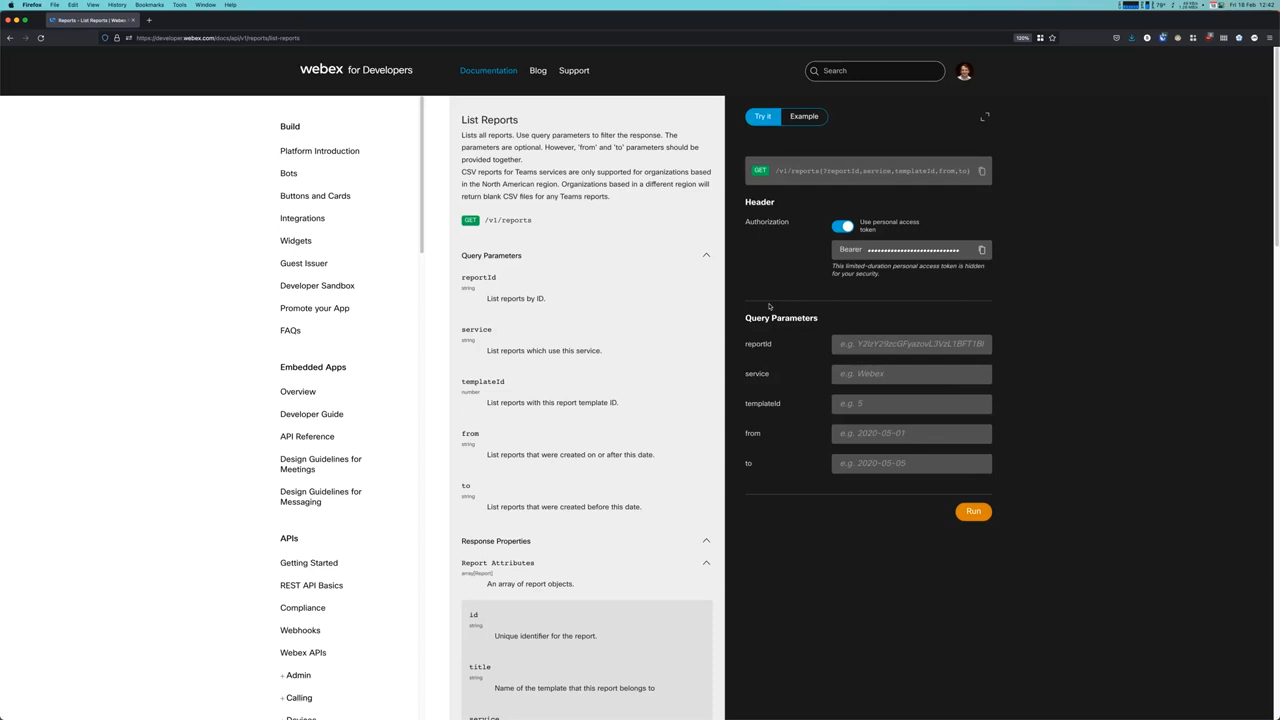 Firefox File Edit View History Bookmarks Tools Window Help
79° Fri 18 Feb 12:42
Reports - List Reports | Webex
https://developer.webex.com/docs/api/v1/reports/list-reports
120%
webex for Developers
Documentation
Blog
Support
Search
Build
Platform Introduction
Bots
Buttons and Cards
Integrations
Widgets
Guest Issuer
Developer Sandbox
Promote your App
FAQs
Embedded Apps
Overview
Developer Guide
API Reference
Design Guidelines for
Meetings
Design Guidelines for
Messaging
APIs
Getting Started
REST API Basics
Compliance
Webhooks
Webex APIs
+ Admin
+ Calling
+ Devices
List Reports
Lists all reports. Use query parameters to filter the response. The
parameters are optional. However, 'from' and 'to' parameters should be
provided together.
CSV reports for Teams services are only supported for organizations based
in the North American region. Organizations based in a different region will
return blank CSV files for any Teams reports.
GET /v1/reports
Query Parameters
reportId
string
List reports by ID.
service
string
List reports which use this service.
templateId
number
List reports with this report template ID.
from
string
List reports that were created on or after this date.
to
string
List reports that were created before this date.
Response Properties
Report Attributes
array[Report]
An array of report objects.
id
string
Unique identifier for the report.
title
string
Name of the template that this report belongs to
service
Try it
Example
GET /v1/reports{?reportId,service,templateId,from,to}
Header
Authorization
Use personal access
token
Bearer ••••••••••••••••••••••••••••
This limited-duration personal access token is hidden
for your security.
Query Parameters
reportId e.g. Y2lzY29zcGFyazovL3VzL1BFT1BM
service e.g. Webex
templateId e.g. 5
from e.g. 2020-05-01
to e.g. 2020-05-05
Run